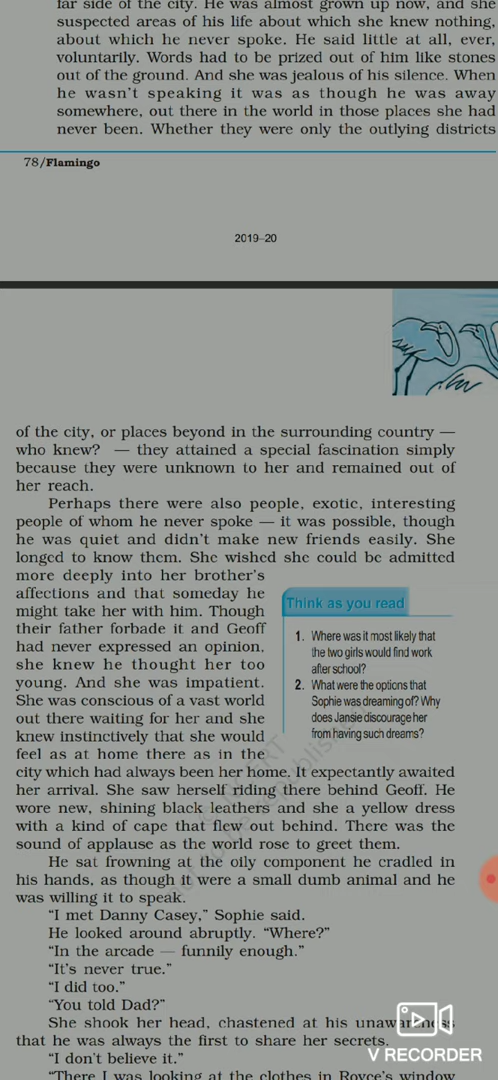 far side of the city. He was almost grown up now, and she
suspected areas of his life about which she knew nothing,
about which he never spoke. He said little at all, ever,
voluntarily. Words had to be prized out of him like stones
out of the ground. And she was jealous of his silence. When
he wasn't speaking it was as though he was away
somewhere, out there in the world in those places she had
never been. Whether they were only the outlying districts
78/Flamingo
2019–20
of the city, or places beyond in the surrounding country —
who knew? — they attained a special fascination simply
because they were unknown to her and remained out of
her reach.
Perhaps there were also people, exotic, interesting
people of whom he never spoke — it was possible, though
he was quiet and didn't make new friends easily. She
longed to know them. She wished she could be admitted
more deeply into her brother's
affections and that someday he
might take her with him. Though
their father forbade it and Geoff
had never expressed an opinion,
she knew he thought her too
young. And she was impatient.
She was conscious of a vast world
out there waiting for her and she
knew instinctively that she would
feel as at home there as in the
city which had always been her home. It expectantly awaited
her arrival. She saw herself riding there behind Geoff. He
wore new, shining black leathers and she a yellow dress
with a kind of cape that flew out behind. There was the
sound of applause as the world rose to greet them.
Think as you read
1. Where was it most likely that
the two girls would find work
after school?
2. What were the options that
Sophie was dreaming of? Why
does Jansie discourage her
from having such dreams?
He sat frowning at the oily component he cradled in
his hands, as though it were a small dumb animal and he
was willing it to speak.
“I met Danny Casey,” Sophie said.
He looked around abruptly. “Where?”
“In the arcade — funnily enough.”
“It's never true.”
“I did too.”
“You told Dad?”
She shook her head, chastened at his unawareness
that he was always the first to share her secrets.
“I don't believe it.”
“There I was looking at the clothes in Royce's window
V RECORDER